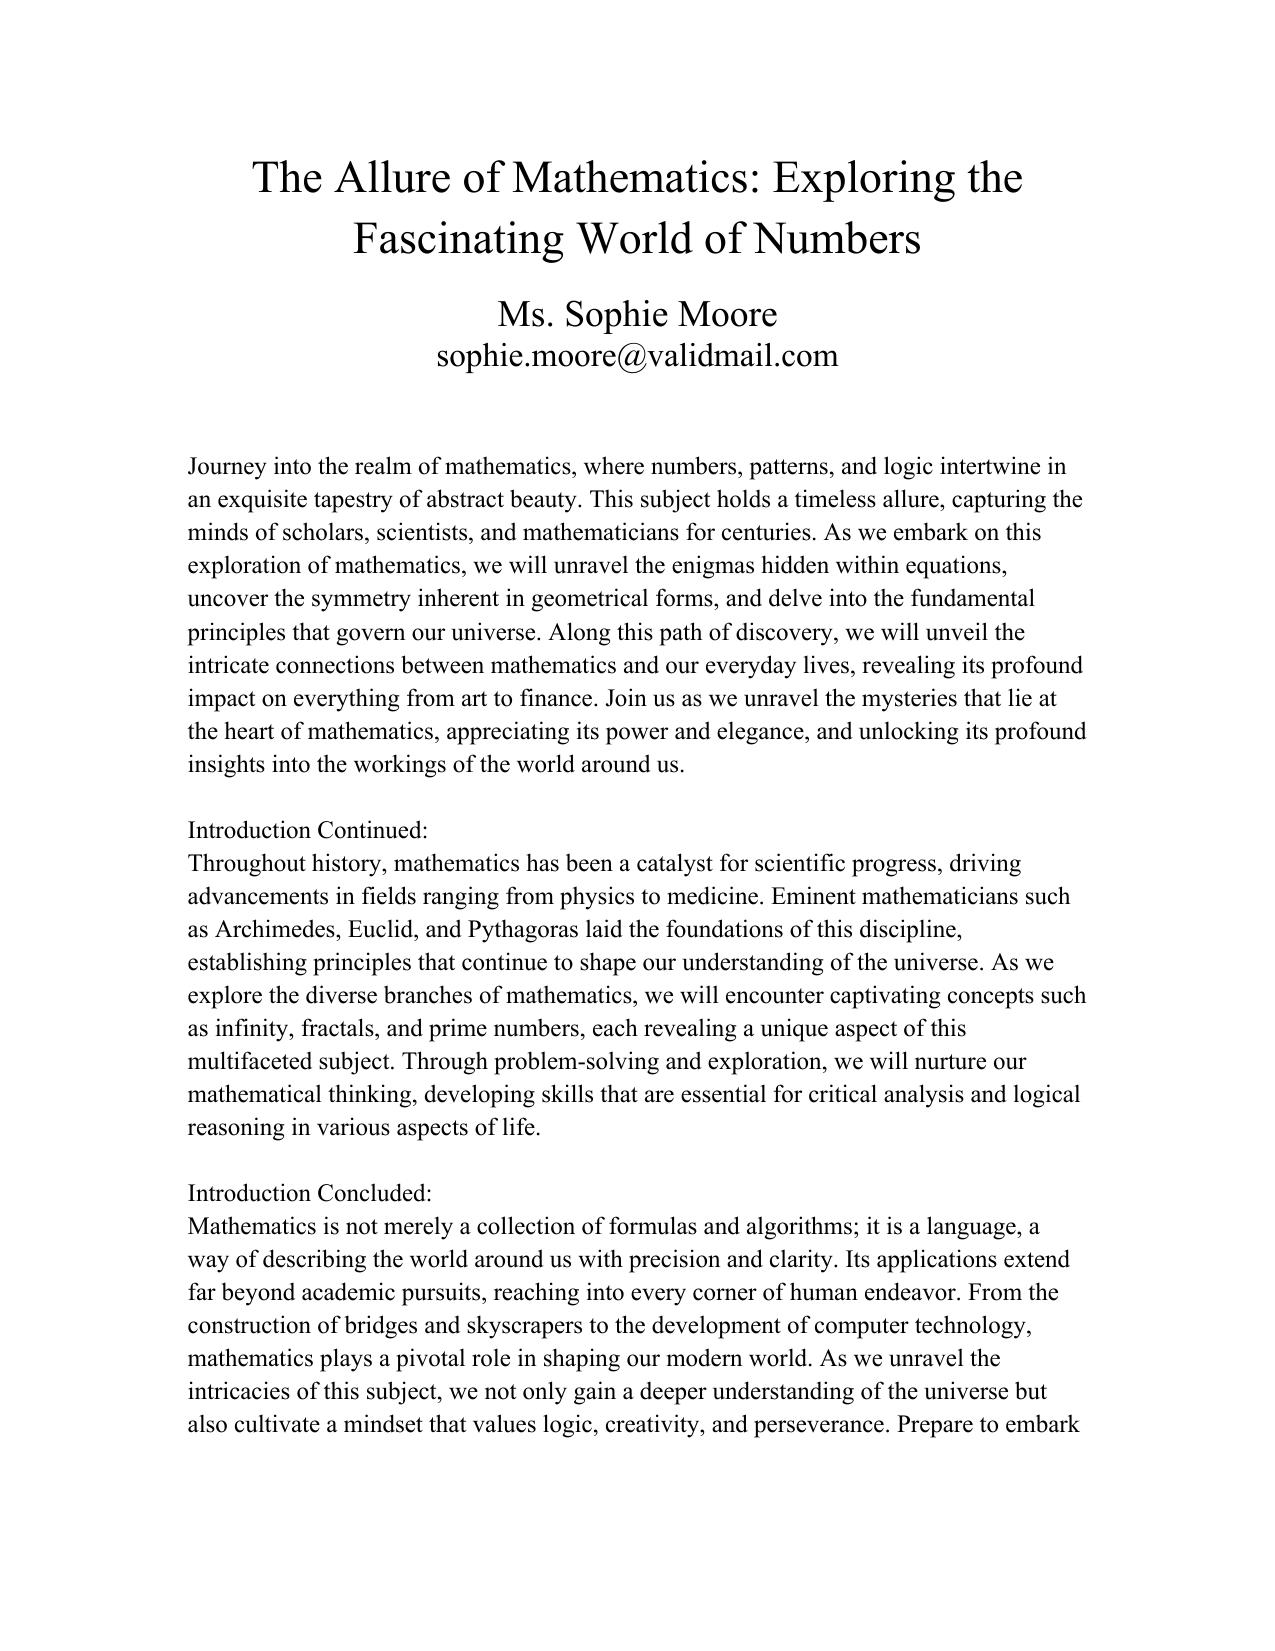 The Allure of Mathematics: Exploring the
Fascinating World of Numbers
Ms. Sophie Moore
sophie.moore@validmail.com
Journey into the realm of mathematics, where numbers, patterns, and logic intertwine in
an exquisite tapestry of abstract beauty. This subject holds a timeless allure, capturing the
minds of scholars, scientists, and mathematicians for centuries. As we embark on this
exploration of mathematics, we will unravel the enigmas hidden within equations,
uncover the symmetry inherent in geometrical forms, and delve into the fundamental
principles that govern our universe. Along this path of discovery, we will unveil the
intricate connections between mathematics and our everyday lives, revealing its profound
impact on everything from art to finance. Join us as we unravel the mysteries that lie at
the heart of mathematics, appreciating its power and elegance, and unlocking its profound
insights into the workings of the world around us.
Introduction Continued:
Throughout history, mathematics has been a catalyst for scientific progress, driving
advancements in fields ranging from physics to medicine. Eminent mathematicians such
as Archimedes, Euclid, and Pythagoras laid the foundations of this discipline,
establishing principles that continue to shape our understanding of the universe. As we
explore the diverse branches of mathematics, we will encounter captivating concepts such
as infinity, fractals, and prime numbers, each revealing a unique aspect of this
multifaceted subject. Through problem-solving and exploration, we will nurture our
mathematical thinking, developing skills that are essential for critical analysis and logical
reasoning in various aspects of life.
Introduction Concluded:
Mathematics is not merely a collection of formulas and algorithms; it is a language, a
way of describing the world around us with precision and clarity. Its applications extend
far beyond academic pursuits, reaching into every corner of human endeavor. From the
construction of bridges and skyscrapers to the development of computer technology,
mathematics plays a pivotal role in shaping our modern world. As we unravel the
intricacies of this subject, we not only gain a deeper understanding of the universe but
also cultivate a mindset that values logic, creativity, and perseverance. Prepare to embark